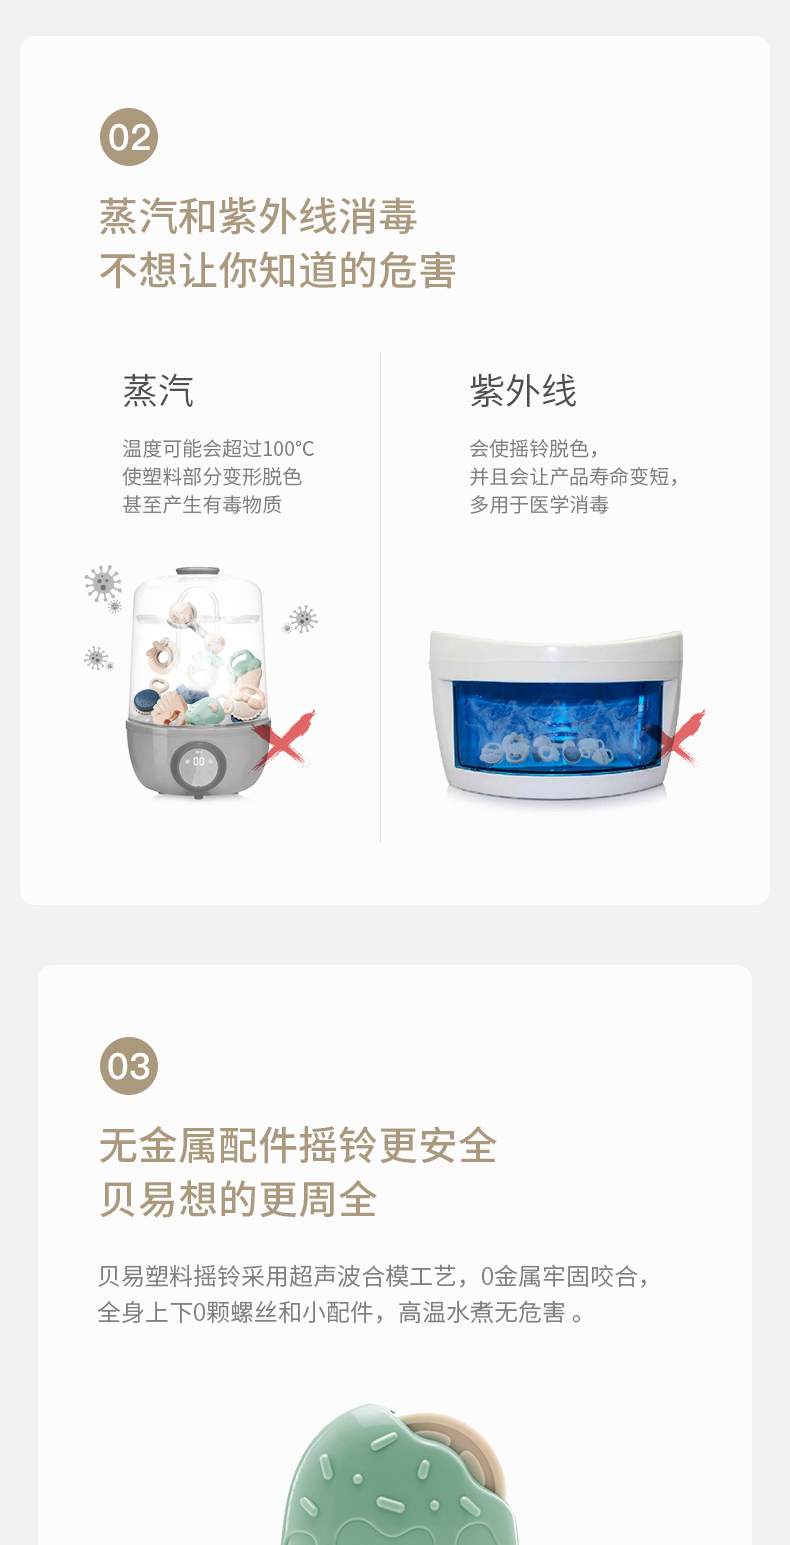 02
蒸汽和紫外线消毒
不想让你知道的危害
蒸汽
温度可能会超过100℃
使塑料部分变形脱色
甚至产生有毒物质
紫外线
会使摇铃脱色，
并且会让产品寿命变短，
多用于医学消毒
00
03
无金属配件摇铃更安全
贝易想的更周全
贝易塑料摇铃采用超声波合模工艺，0金属牢固咬合，
全身上下0颗螺丝和小配件，高温水煮无危害 。